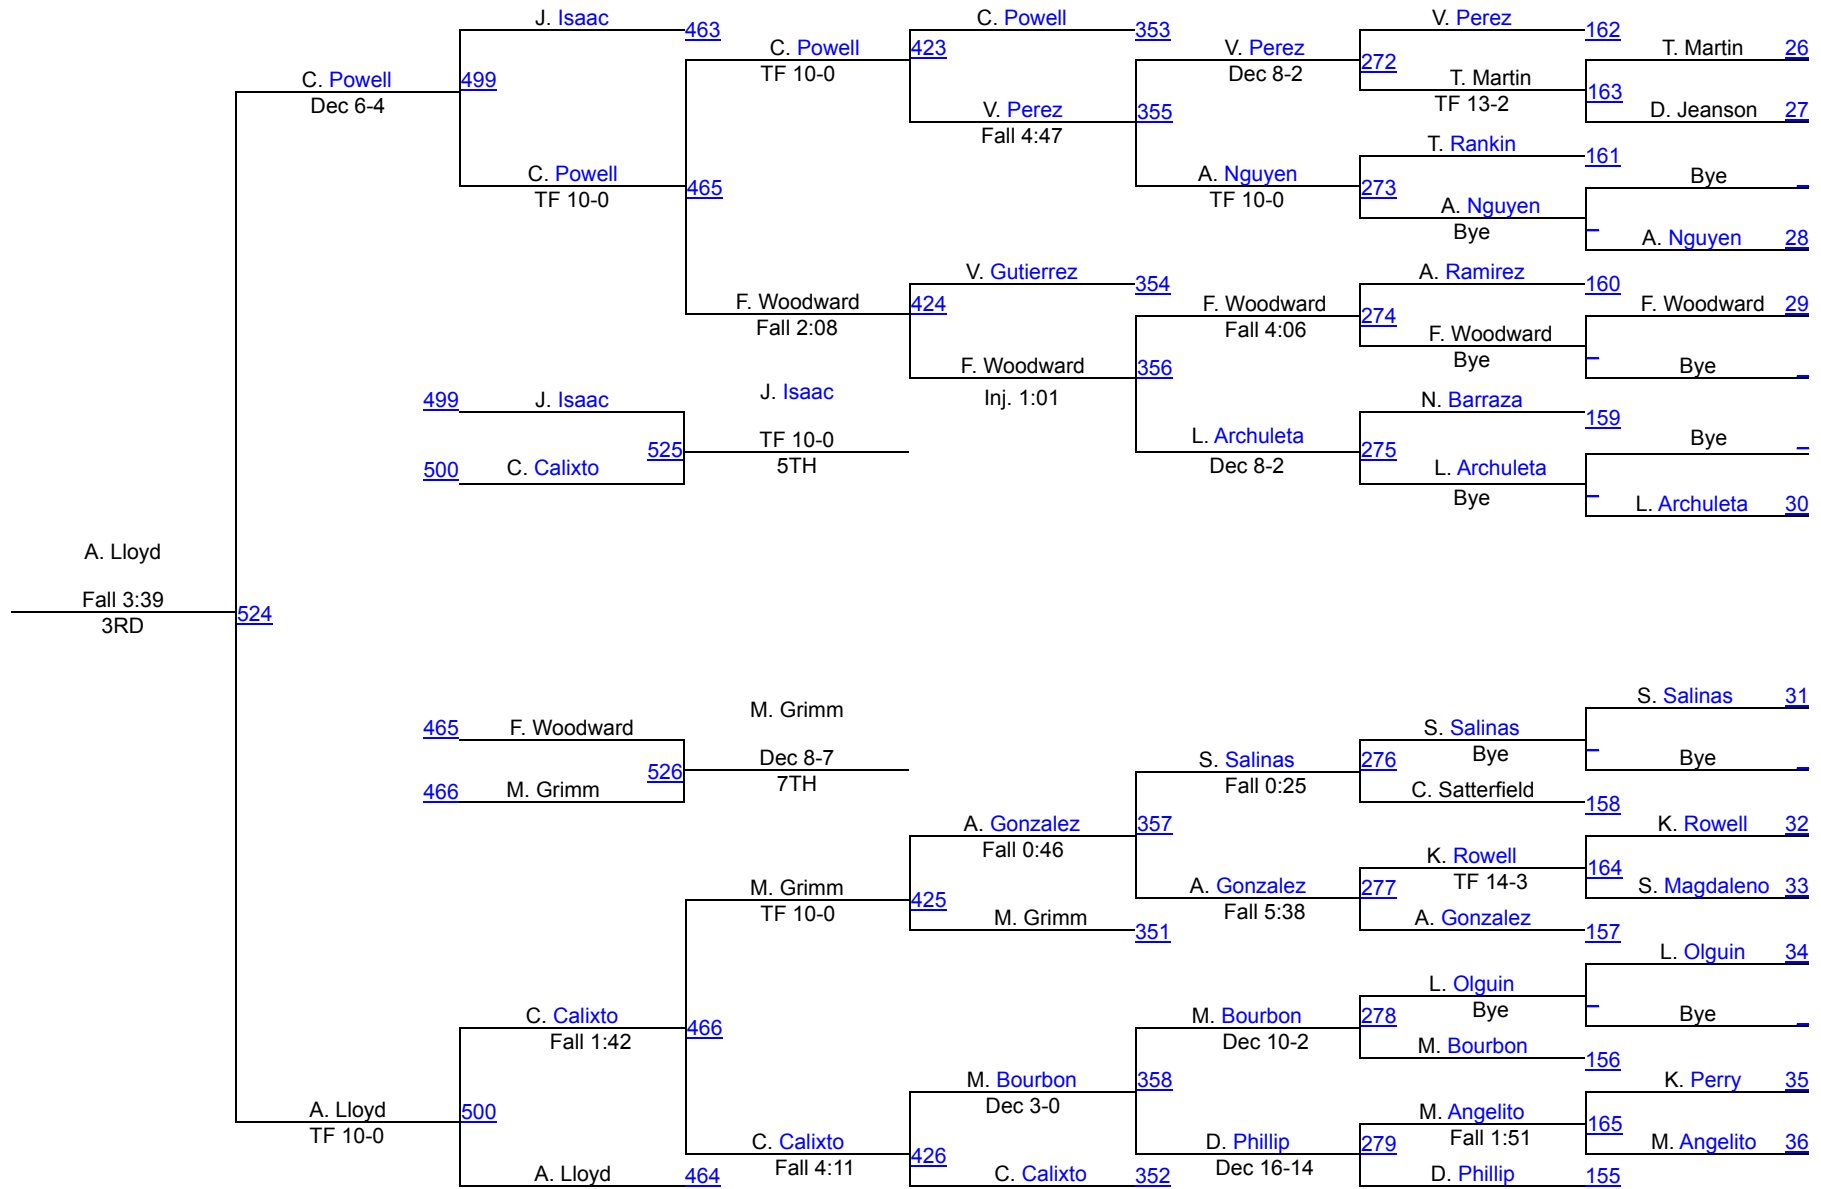 J. Isaac
463
C. Powell
353
V. Perez
162
C. Powell
TF 10-0
423
V. Perez
Dec 8-2
272
T. Martin
26
C. Powell
Dec 6-4
499
T. Martin
TF 13-2
163
D. Jeanson
27
V. Perez
Fall 4:47
355
T. Rankin
161
C. Powell
TF 10-0
465
A. Nguyen
TF 10-0
273
Bye
A. Nguyen
Bye
A. Nguyen
28
V. Gutierrez
354
A. Ramirez
160
F. Woodward
Fall 2:08
424
F. Woodward
Fall 4:06
274
F. Woodward
29
F. Woodward
Bye
Bye
F. Woodward
Inj. 1:01
356
499
J. Isaac
J. Isaac
N. Barraza
159
525
TF 10-0
5TH
L. Archuleta
Dec 8-2
275
Bye
500
C. Calixto
L. Archuleta
Bye
L. Archuleta
30
A. Lloyd
Fall 3:39
3RD
524
S. Salinas
31
465
F. Woodward
M. Grimm
S. Salinas
Bye
526
Dec 8-7
7TH
S. Salinas
Fall 0:25
276
Bye
466
M. Grimm
C. Satterfield
158
A. Gonzalez
Fall 0:46
357
K. Rowell
32
K. Rowell
TF 14-3
164
M. Grimm
TF 10-0
425
A. Gonzalez
Fall 5:38
277
S. Magdaleno
33
M. Grimm
351
A. Gonzalez
157
L. Olguin
34
L. Olguin
Bye
C. Calixto
Fall 1:42
466
M. Bourbon
Dec 10-2
278
Bye
M. Bourbon
156
M. Bourbon
Dec 3-0
358
K. Perry
35
A. Lloyd
TF 10-0
500
M. Angelito
Fall 1:51
165
C. Calixto
Fall 4:11
426
D. Phillip
Dec 16-14
279
M. Angelito
36
A. Lloyd
464
C. Calixto
352
D. Phillip
155